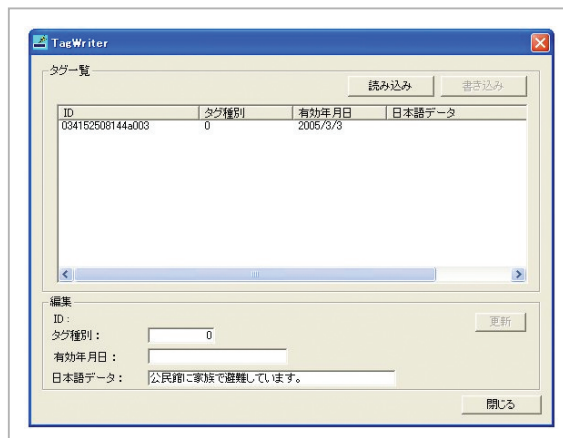 TagWriter
タグ一覧
読み込み 書き込み
ID タグ種別 有効年月日 日本語データ
034152508144a003 0 2005/3/3
編集
ID：
更新
タグ種別： 0
有効年月日：
日本語データ： 公民館に家族で避難しています。
閉じる